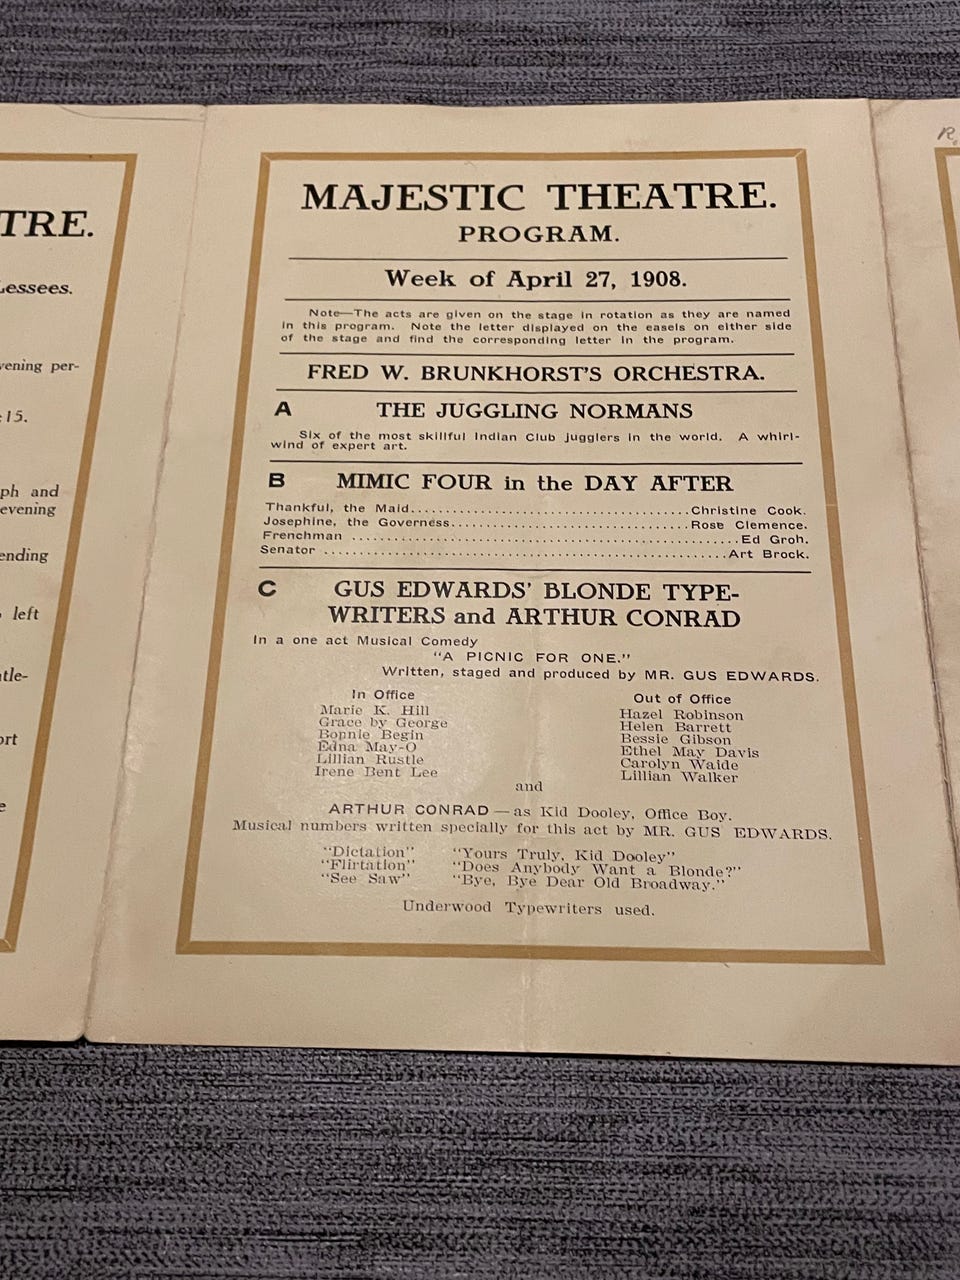 TRE.
Lessees.
vening per-
:15.
ph and
evening
ending
left
tle-
ort
e
MAJESTIC THEATRE.
PROGRAM.
Week of April 27, 1908.
Note—The acts are given on the stage in rotation as they are named
in this program. Note the letter displayed on the easels on either side
of the stage and find the corresponding letter in the program.
FRED W. BRUNKHORST'S ORCHESTRA.
A THE JUGGLING NORMANS
Six of the most skillful Indian Club jugglers in the world. A whirl-
wind of expert art.
B MIMIC FOUR in the DAY AFTER
Thankful, the Maid........................................Christine Cook.
Josephine, the Governess..................................Rose Clemence.
Frenchman ........................................................Ed Groh.
Senator ..........................................................Art Brock.
C GUS EDWARDS' BLONDE TYPE-
WRITERS and ARTHUR CONRAD
In a one act Musical Comedy
"A PICNIC FOR ONE."
Written, staged and produced by MR. GUS EDWARDS.
In Office Out of Office
Marie K. Hill Hazel Robinson
Grace by George Helen Barrett
Bonnie Begin Bessie Gibson
Edna May-O Ethel May Davis
Lillian Rustle Carolyn Waide
Irene Bent Lee Lillian Walker
and
ARTHUR CONRAD—as Kid Dooley, Office Boy.
Musical numbers written specially for this act by MR. GUS EDWARDS.
"Dictation" "Yours Truly, Kid Dooley"
"Flirtation" "Does Anybody Want a Blonde?"
"See Saw" "Bye, Bye Dear Old Broadway."
Underwood Typewriters used.